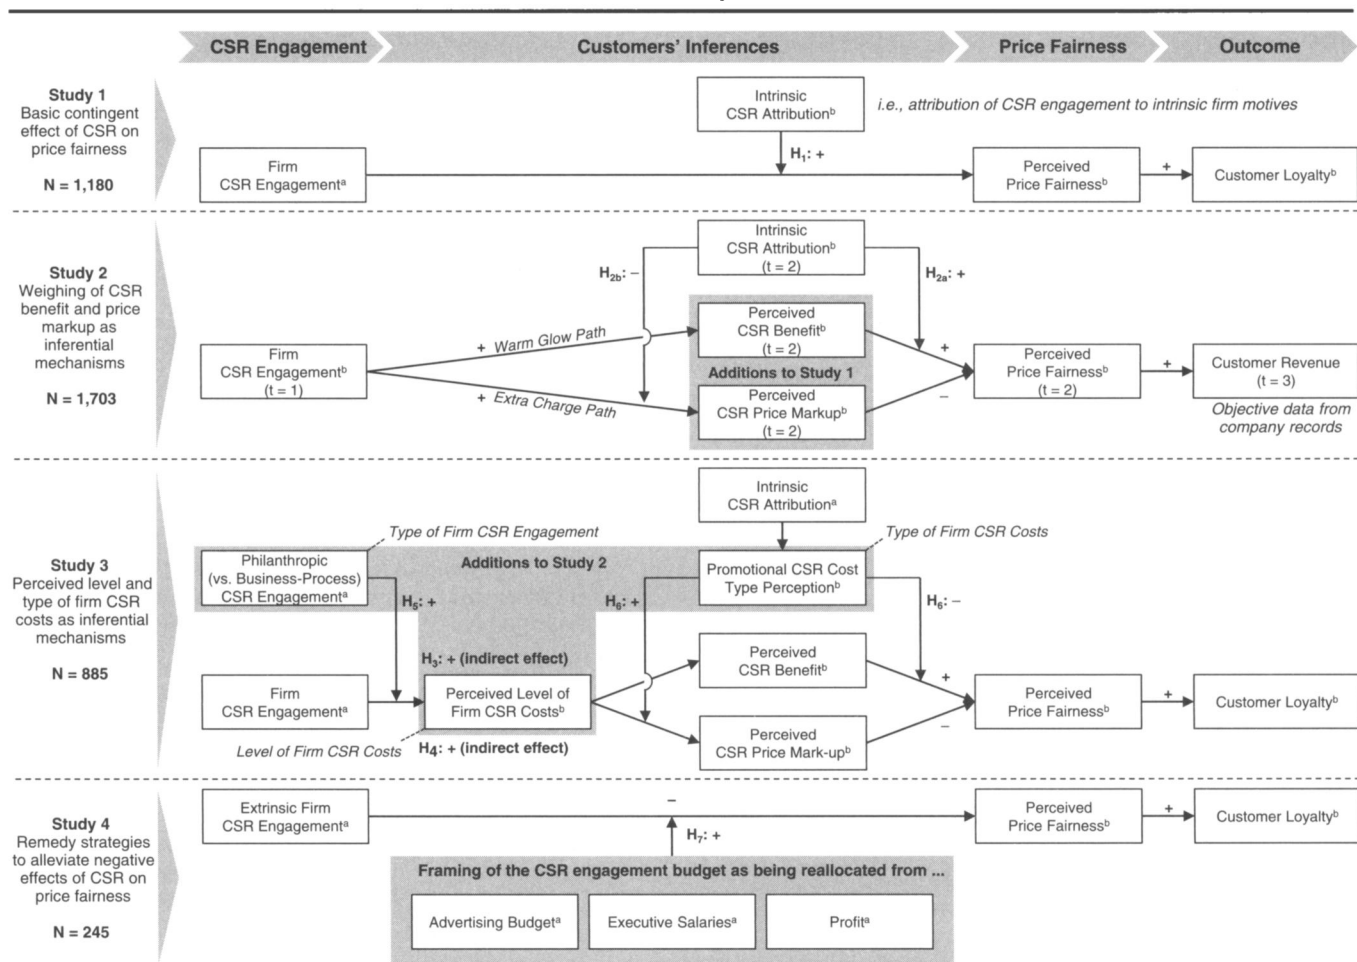 CSR Engagement
Customers' Inferences
Price Fairness
Outcome
Study 1
Basic contingent
effect of CSR on
price fairness
N = 1,180
Intrinsic
CSR Attributionᵇ
i.e., attribution of CSR engagement to intrinsic firm motives
H₁: +
Firm
CSR Engagementᵃ
Perceived
Price Fairnessᵇ
+
Customer Loyaltyᵇ
Study 2
Weighing of CSR
benefit and price
markup as
inferential
mechanisms
N = 1,703
Intrinsic
CSR Attributionᵇ
(t = 2)
H₂b: –
H₂a: +
Firm
CSR Engagementᵇ
(t = 1)
+ Warm Glow Path
+ Extra Charge Path
Perceived
CSR Benefitᵇ
(t = 2)
Additions to Study 1
Perceived
CSR Price Markupᵇ
(t = 2)
+
–
Perceived
Price Fairnessᵇ
(t = 2)
+
Customer Revenue
(t = 3)
Objective data from
company records
Study 3
Perceived level and
type of firm CSR
costs as inferential
mechanisms
N = 885
Intrinsic
CSR Attributionᵃ
Type of Firm CSR Engagement
Type of Firm CSR Costs
Philanthropic
(vs. Business-Process)
CSR Engagementᵃ
Additions to Study 2
Promotional CSR Cost
Type Perceptionᵇ
H₅: +
H₆: +
H₆: –
H₃: + (indirect effect)
Firm
CSR Engagementᵃ
Perceived Level of
Firm CSR Costsᵇ
Level of Firm CSR Costs
H₄: + (indirect effect)
Perceived
CSR Benefitᵇ
Perceived
CSR Price Mark-upᵇ
+
–
Perceived
Price Fairnessᵇ
+
Customer Loyaltyᵇ
Study 4
Remedy strategies
to alleviate negative
effects of CSR on
price fairness
N = 245
Extrinsic Firm
CSR Engagementᵃ
–
H₇: +
Perceived
Price Fairnessᵇ
+
Customer Loyaltyᵇ
Framing of the CSR engagement budget as being reallocated from ...
Advertising Budgetᵃ
Executive Salariesᵃ
Profitᵃ